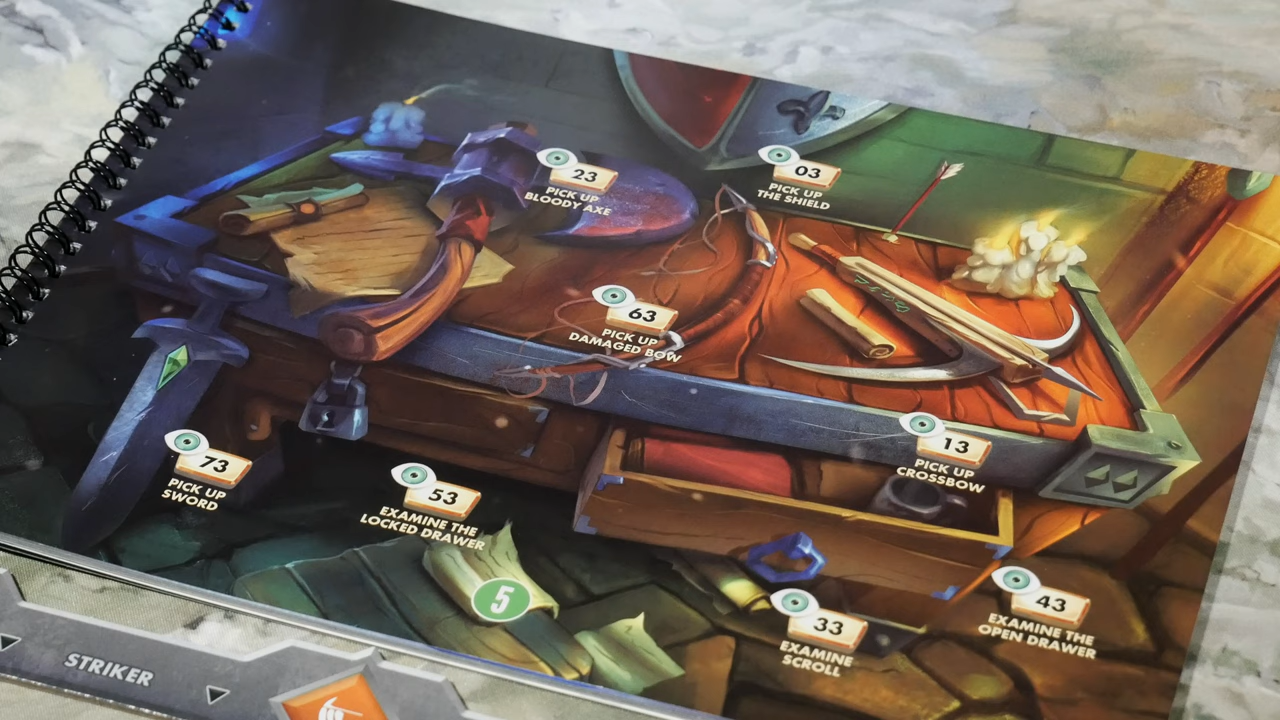 23
PICK UP
BLOODY AXE
03
PICK UP
THE SHIELD
63
PICK UP
DAMAGED BOW
13
PICK UP
CROSSBOW
73
PICK UP
SWORD
53
EXAMINE THE
LOCKED DRAWER
5
33
EXAMINE
SCROLL
43
EXAMINE THE
OPEN DRAWER
STRIKER